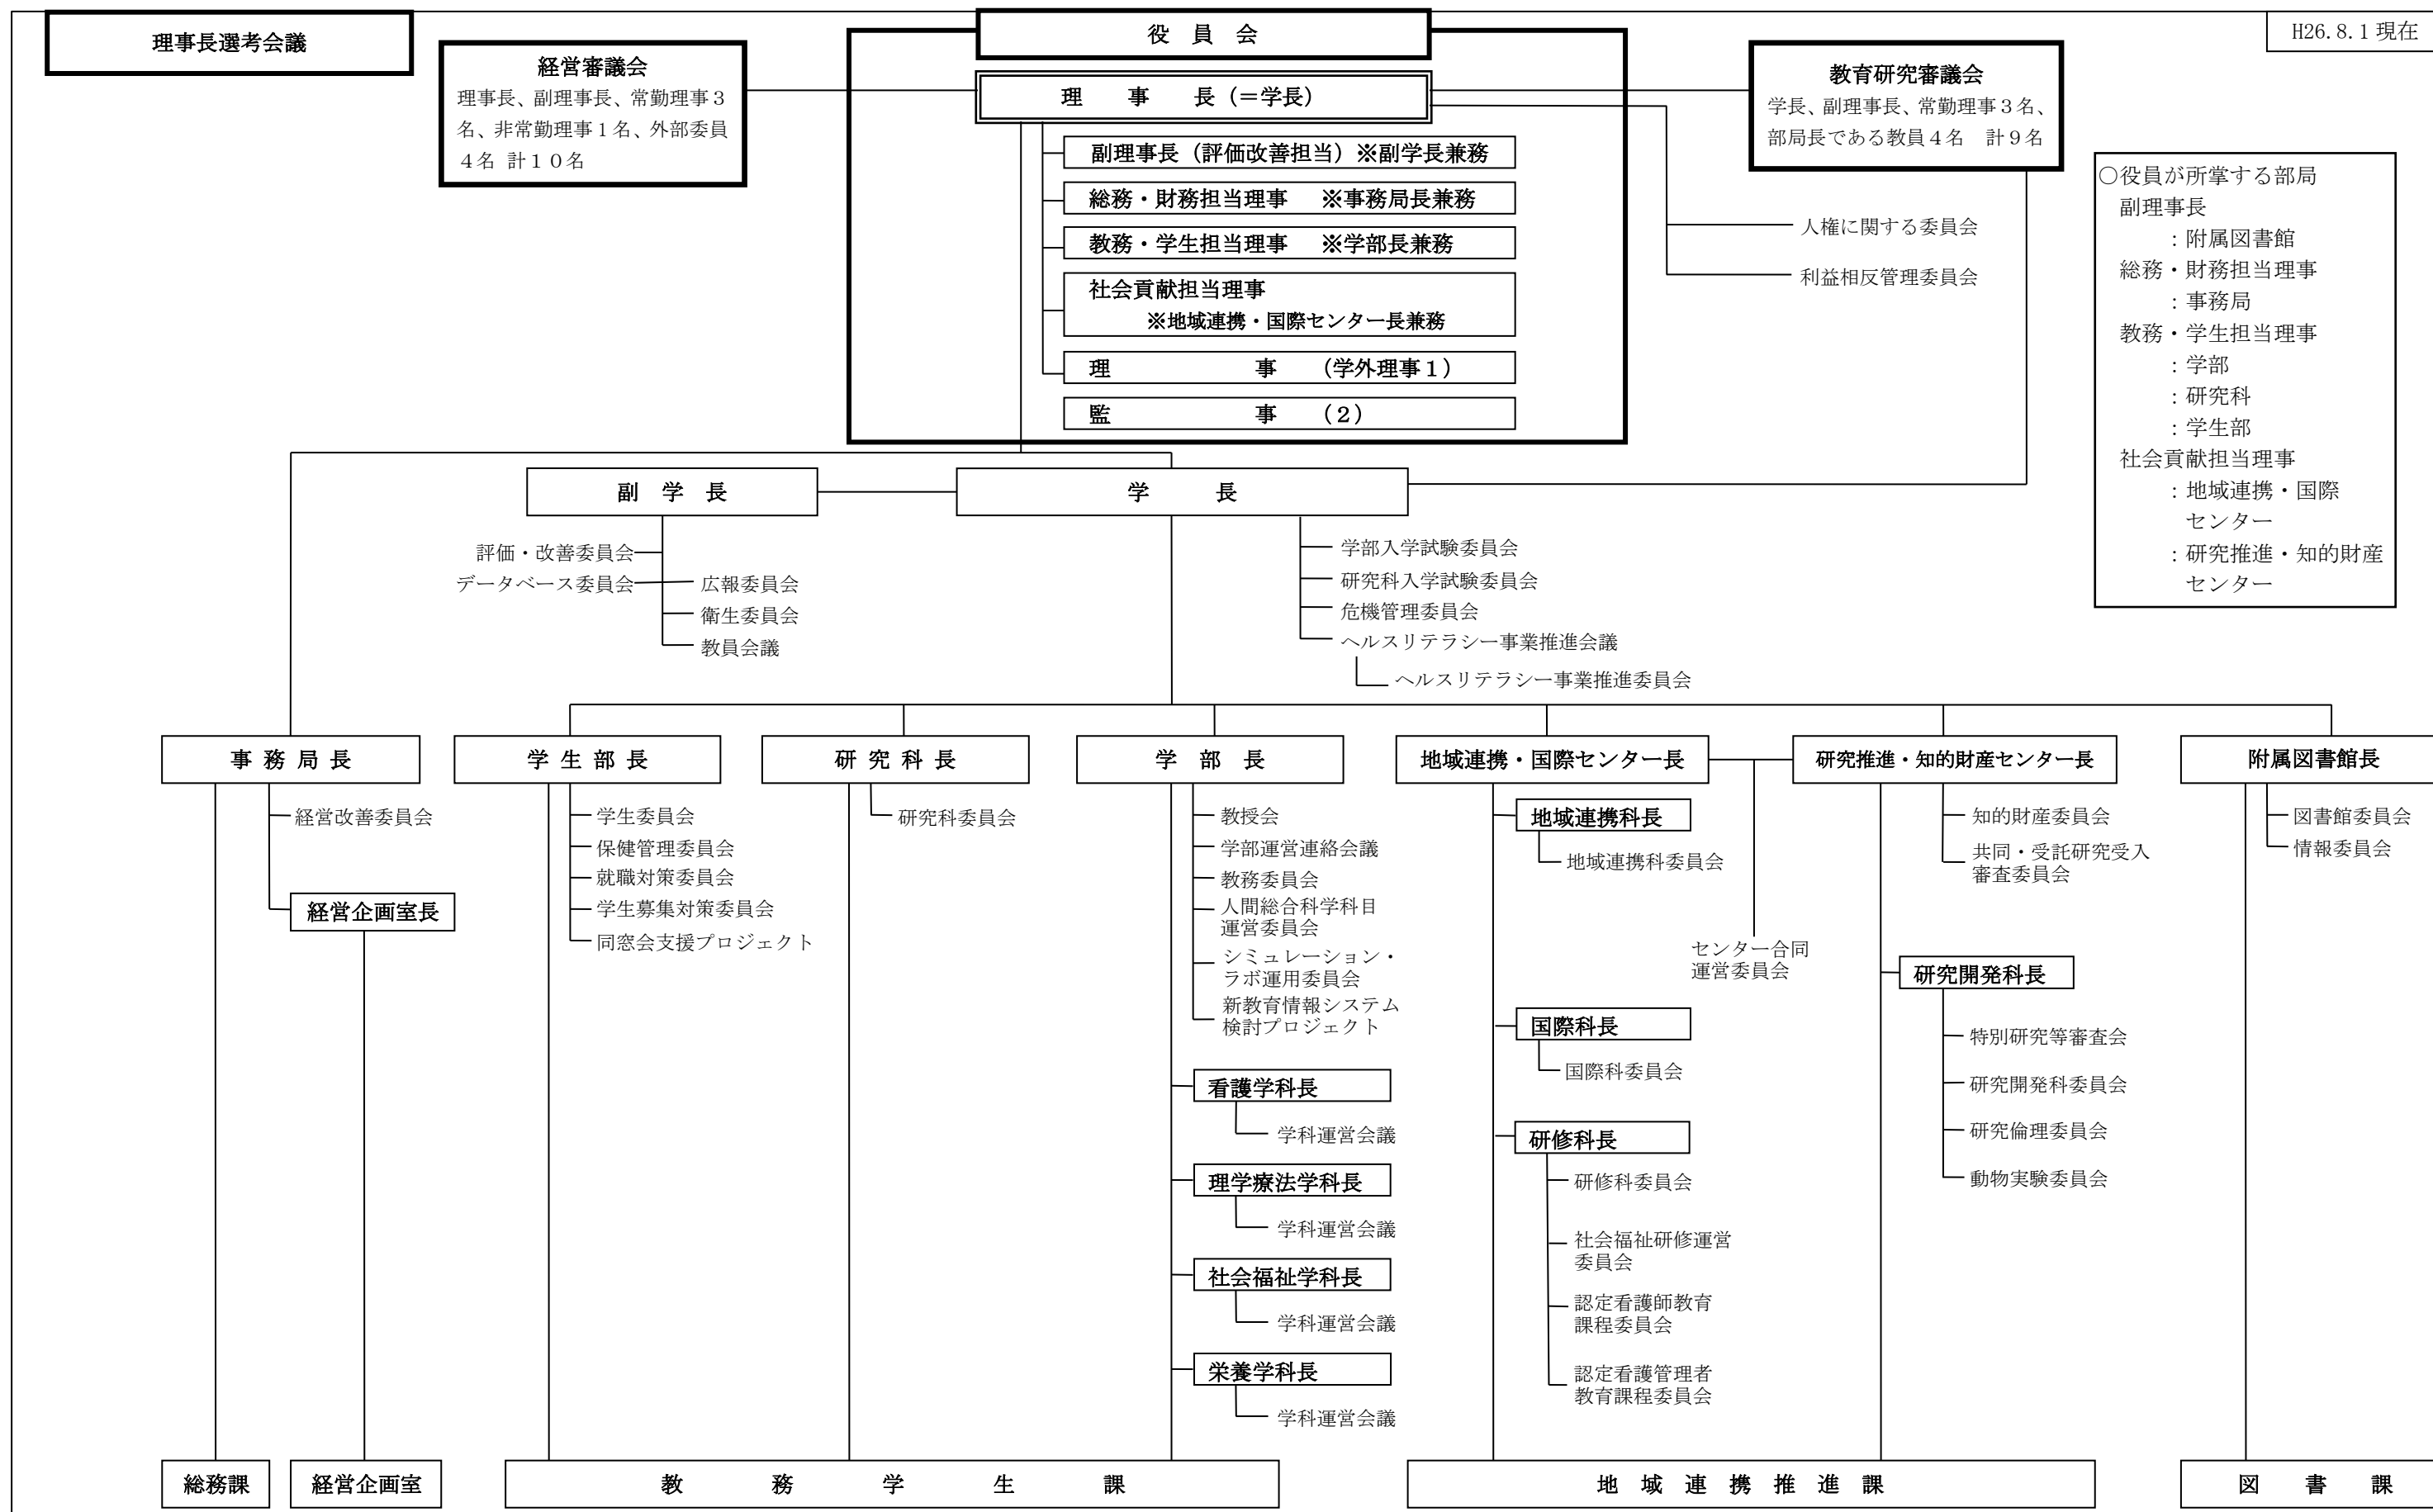 理事長選考会議
役　員　会
H26.8.1 現在
経営審議会
理事長、副理事長、常勤理事３
名、非常勤理事１名、外部委員
４名 計１０名
理　　事　　長（＝学長）
教育研究審議会
学長、副理事長、常勤理事３名、
部局長である教員４名　計９名
副理事長（評価改善担当）※副学長兼務
総務・財務担当理事　※事務局長兼務
教務・学生担当理事　※学部長兼務
社会貢献担当理事
※地域連携・国際センター長兼務
理　　　　　　事　（学外理事１）
監　　　　　　事　（２）
人権に関する委員会
利益相反管理委員会
○役員が所掌する部局
副理事長
：附属図書館
総務・財務担当理事
：事務局
教務・学生担当理事
：学部
：研究科
：学生部
社会貢献担当理事
：地域連携・国際
センター
：研究推進・知的財産
センター
副　学　長
学　　　長
評価・改善委員会
データベース委員会
広報委員会
衛生委員会
教員会議
学部入学試験委員会
研究科入学試験委員会
危機管理委員会
ヘルスリテラシー事業推進会議
ヘルスリテラシー事業推進委員会
事 務 局 長
学 生 部 長
研 究 科 長
学　部　長
地域連携・国際センター長
研究推進・知的財産センター長
附属図書館長
経営改善委員会
経営企画室長
学生委員会
保健管理委員会
就職対策委員会
学生募集対策委員会
同窓会支援プロジェクト
研究科委員会
教授会
学部運営連絡会議
教務委員会
人間総合科学科目
運営委員会
シミュレーション・
ラボ運用委員会
新教育情報システム
検討プロジェクト
看護学科長
学科運営会議
理学療法学科長
学科運営会議
社会福祉学科長
学科運営会議
栄養学科長
学科運営会議
地域連携科長
地域連携科委員会
国際科長
国際科委員会
研修科長
研修科委員会
社会福祉研修運営
委員会
認定看護師教育
課程委員会
認定看護管理者
教育課程委員会
センター合同
運営委員会
知的財産委員会
共同・受託研究受入
審査委員会
研究開発科長
特別研究等審査会
研究開発科委員会
研究倫理委員会
動物実験委員会
図書館委員会
情報委員会
総務課
経営企画室
教　　務　　学　　生　　課
地　域　連　携　推　進　課
図　　書　　課